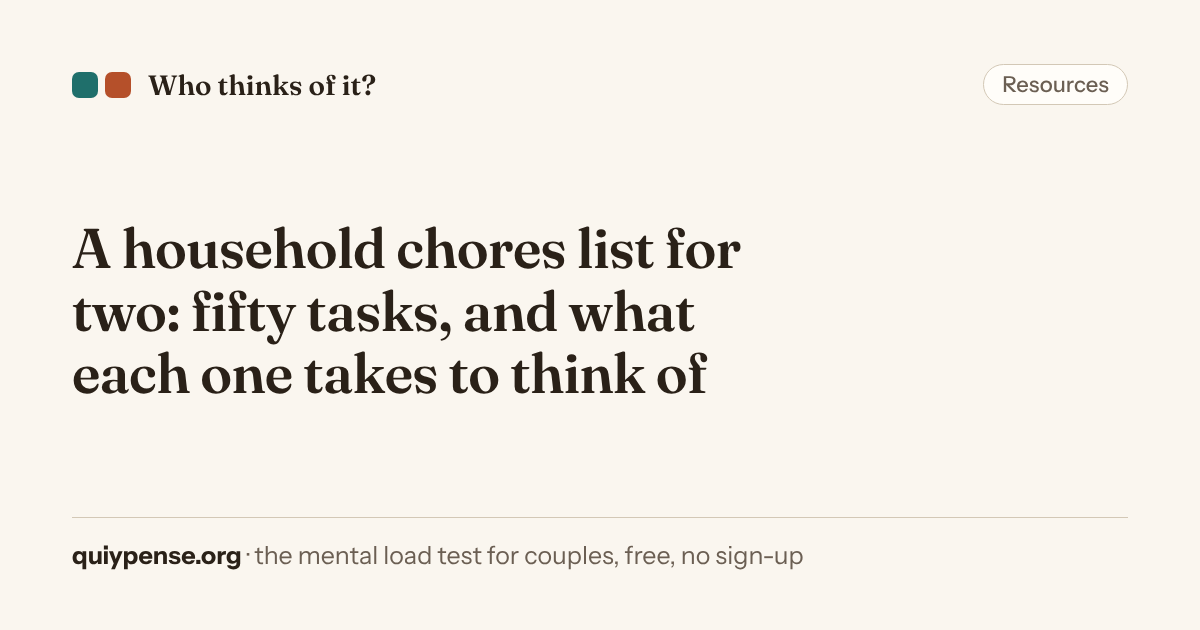 Who thinks of it?
Resources
A household chores list for
two: fifty tasks, and what
each one takes to think of
quiypense.org · the mental load test for couples, free, no sign-up